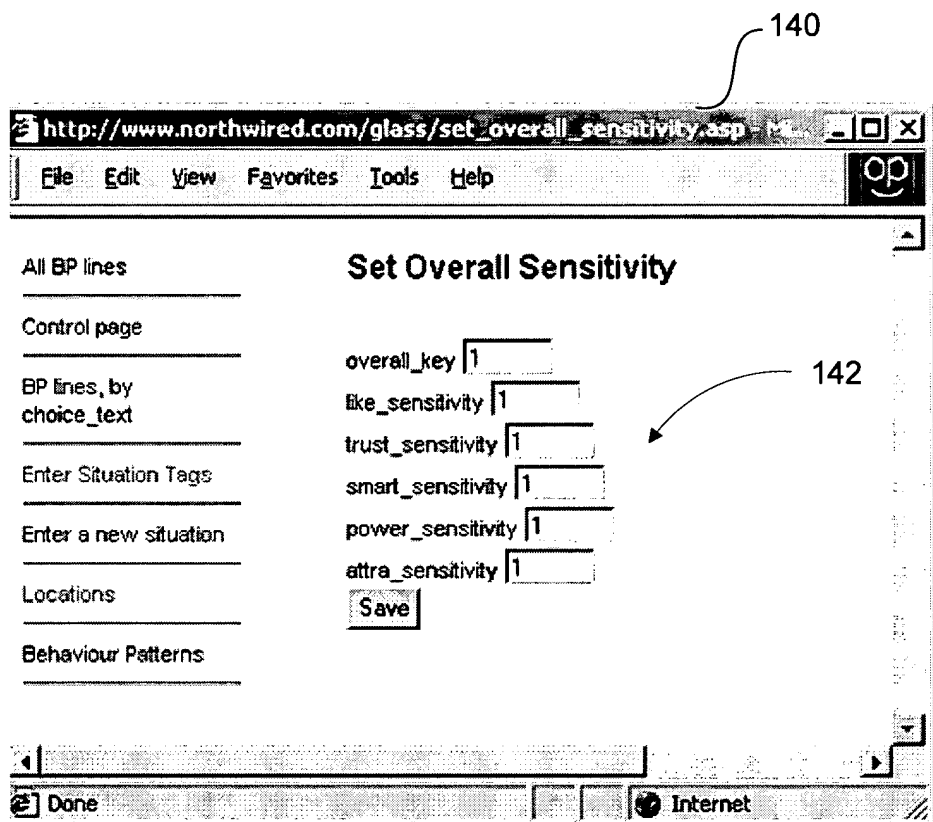 140
http://www.northwired.com/glass/set_overall_sensitivity.asp - Mi...
File Edit View Favorites Tools Help
All BP lines
Control page
BP lines, by
choice_text
Enter Situation Tags
Enter a new situation
Locations
Behaviour Patterns
Set Overall Sensitivity
overall_key 1
like_sensitivity 1
trust_sensitivity 1
smart_sensitivity 1
power_sensitivity 1
attra_sensitivity 1
Save
142
Done
Internet